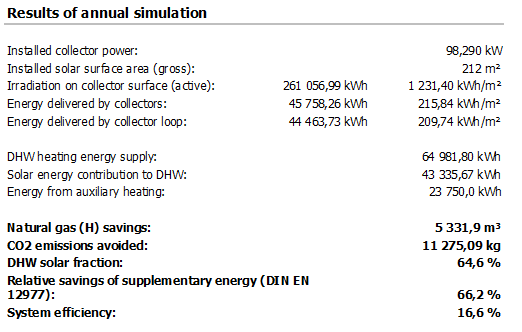 Results of annual simulation
Installed collector power: 98,290 kW
Installed solar surface area (gross): 212 m²
Irradiation on collector surface (active): 261 056,99 kWh 1 231,40 kWh/m²
Energy delivered by collectors: 45 758,26 kWh 215,84 kWh/m²
Energy delivered by collector loop: 44 463,73 kWh 209,74 kWh/m²
DHW heating energy supply: 64 981,80 kWh
Solar energy contribution to DHW: 43 335,67 kWh
Energy from auxiliary heating: 23 750,0 kWh
Natural gas (H) savings: 5 331,9 m³
CO2 emissions avoided: 11 275,09 kg
DHW solar fraction: 64,6 %
Relative savings of supplementary energy (DIN EN
12977): 66,2 %
System efficiency: 16,6 %